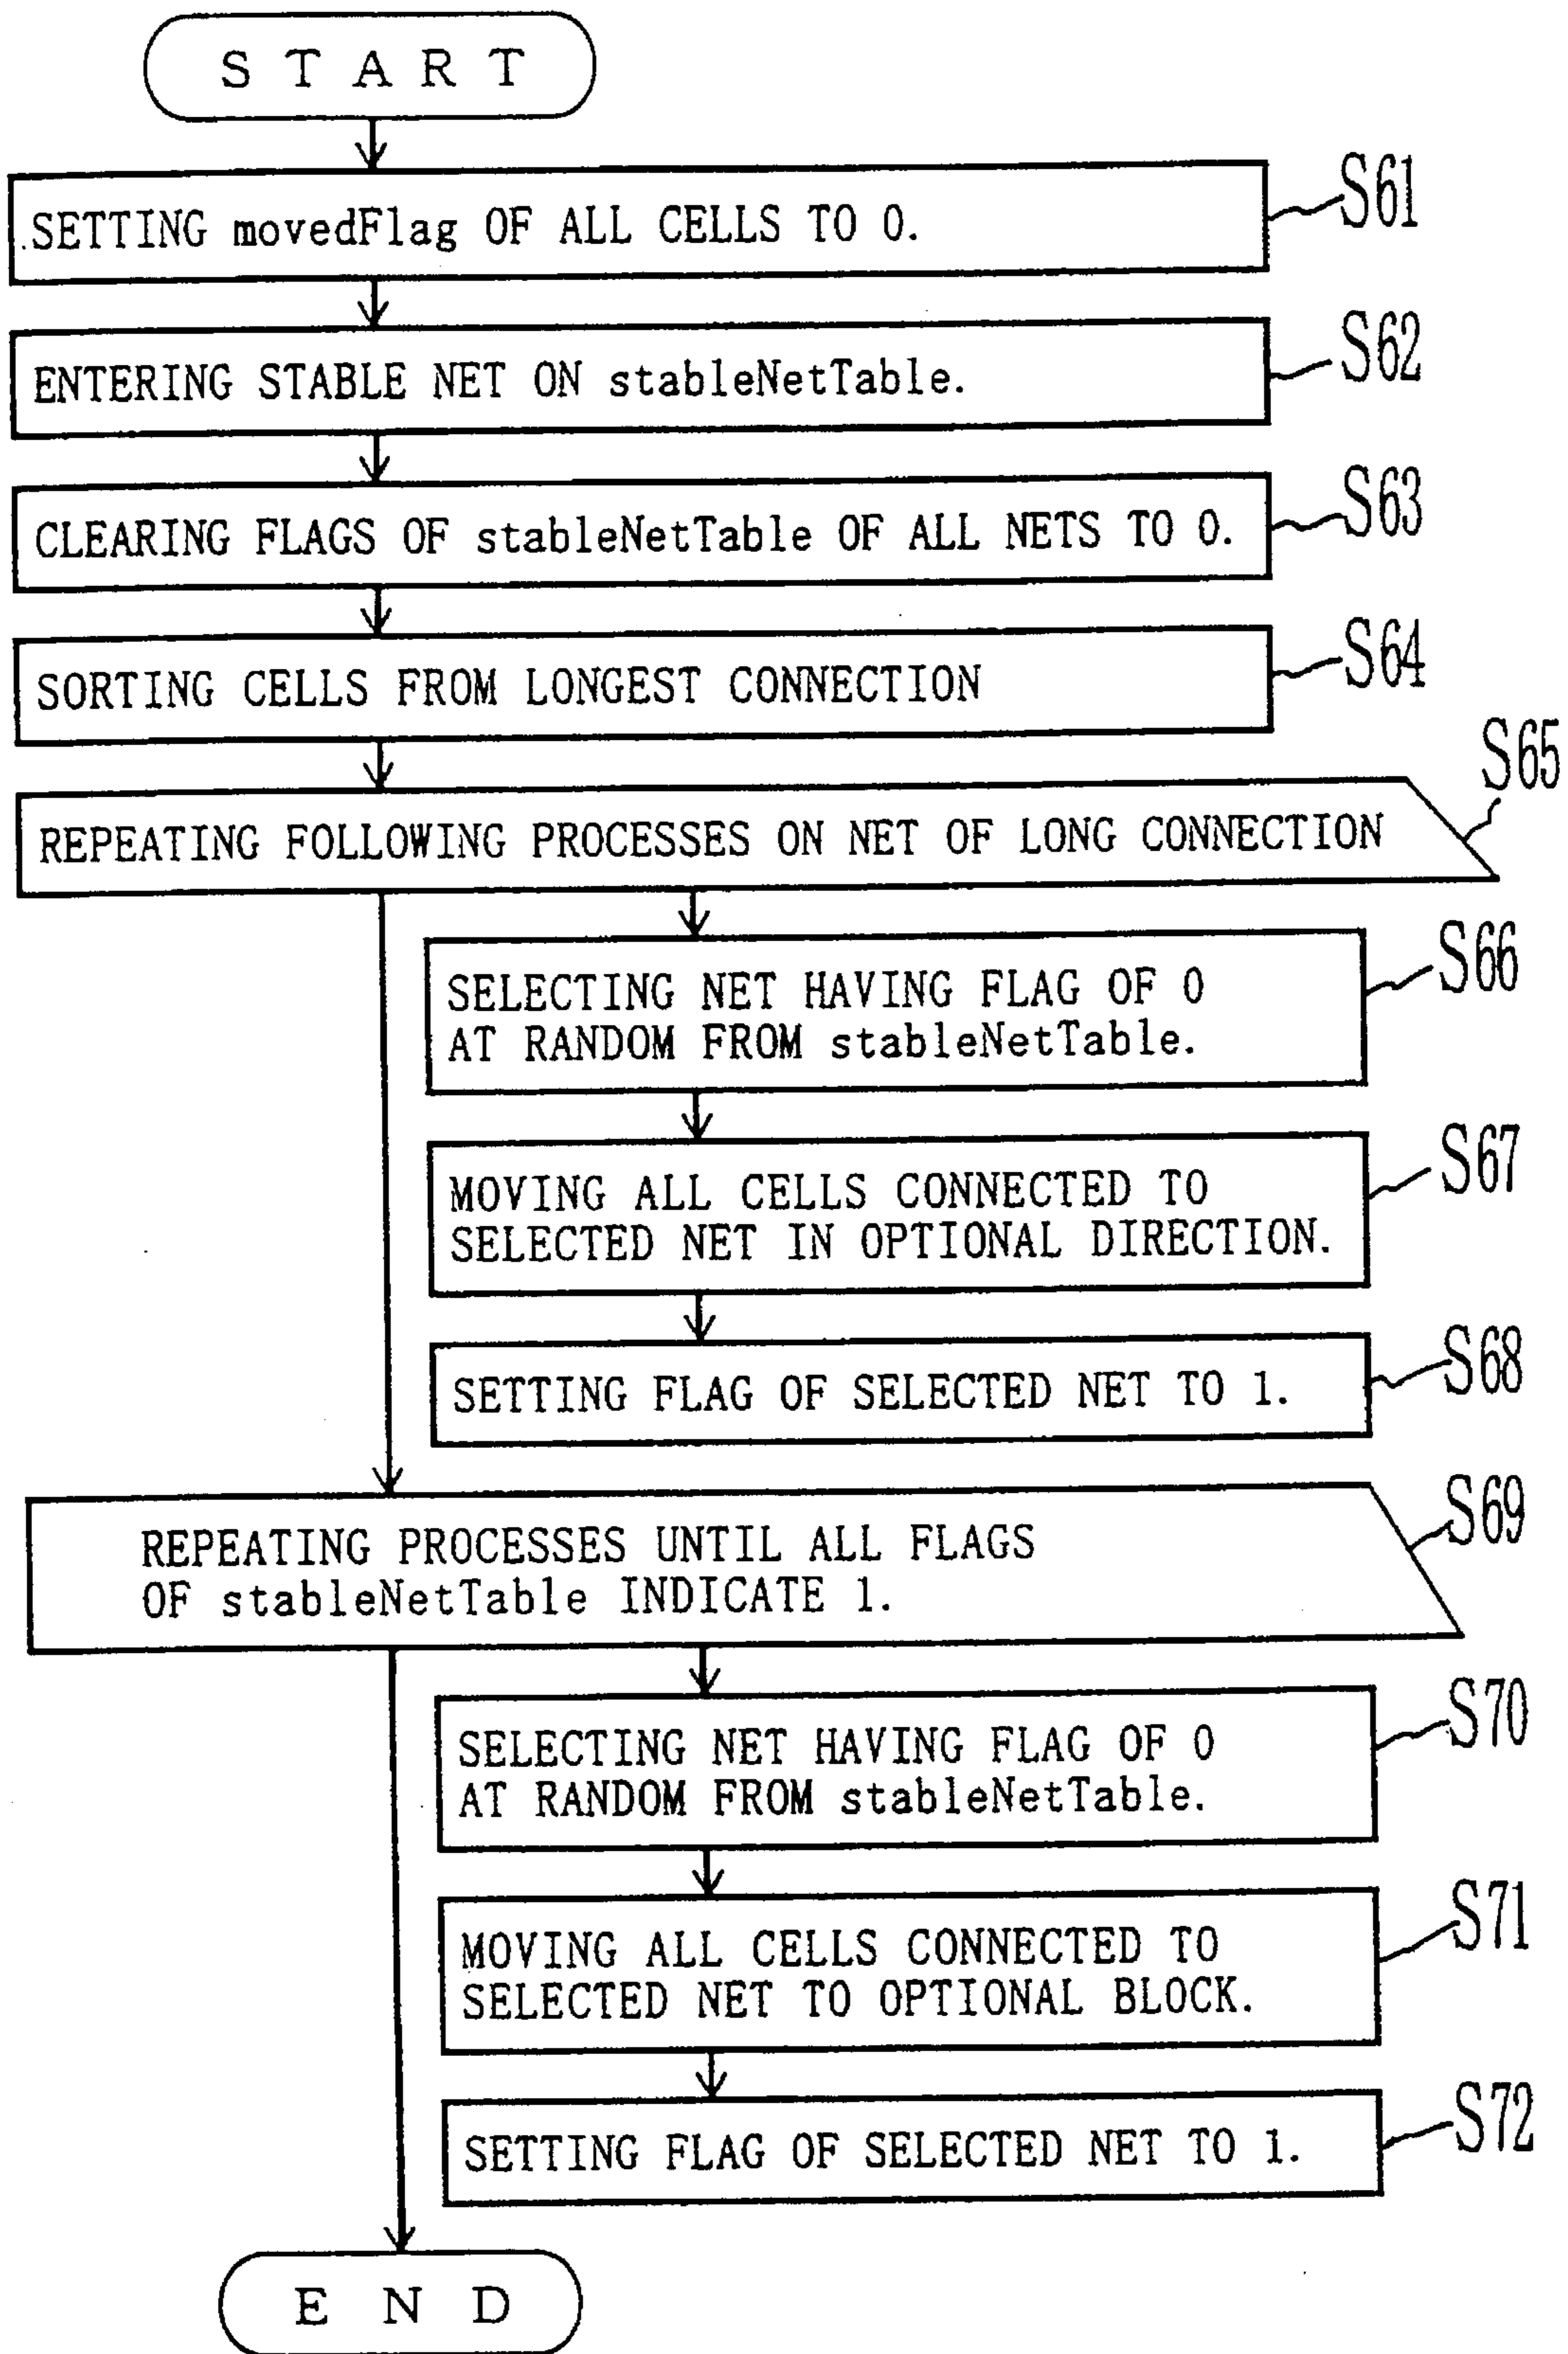 START
SETTING movedFlag OF ALL CELLS TO 0.
S61
ENTERING STABLE NET ON stableNetTable.
S62
CLEARING FLAGS OF stableNetTable OF ALL NETS TO 0.
S63
SORTING CELLS FROM LONGEST CONNECTION
S64
REPEATING FOLLOWING PROCESSES ON NET OF LONG CONNECTION
S65
SELECTING NET HAVING FLAG OF 0
AT RANDOM FROM stableNetTable.
S66
MOVING ALL CELLS CONNECTED TO
SELECTED NET IN OPTIONAL DIRECTION.
S67
SETTING FLAG OF SELECTED NET TO 1.
S68
REPEATING PROCESSES UNTIL ALL FLAGS
OF stableNetTable INDICATE 1.
S69
SELECTING NET HAVING FLAG OF 0
AT RANDOM FROM stableNetTable.
S70
MOVING ALL CELLS CONNECTED TO
SELECTED NET TO OPTIONAL BLOCK.
S71
SETTING FLAG OF SELECTED NET TO 1.
S72
END